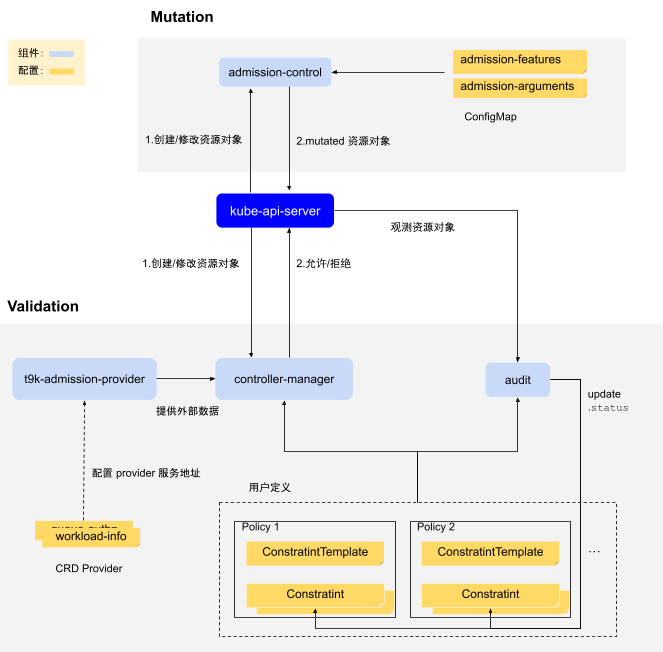 Mutation
组件：
配置：
admission-control
admission-features
admission-arguments
ConfigMap
1.创建/修改资源对象
2.mutated 资源对象
kube-api-server
观测资源对象
1.创建/修改资源对象
2.允许/拒绝
Validation
t9k-admission-provider
controller-manager
audit
提供外部数据
update
.status
配置 provider 服务地址
用户定义
workload-info
CRD Provider
Policy 1
ConstratintTemplate
Constratint
Policy 2
ConstratintTemplate
Constratint
...